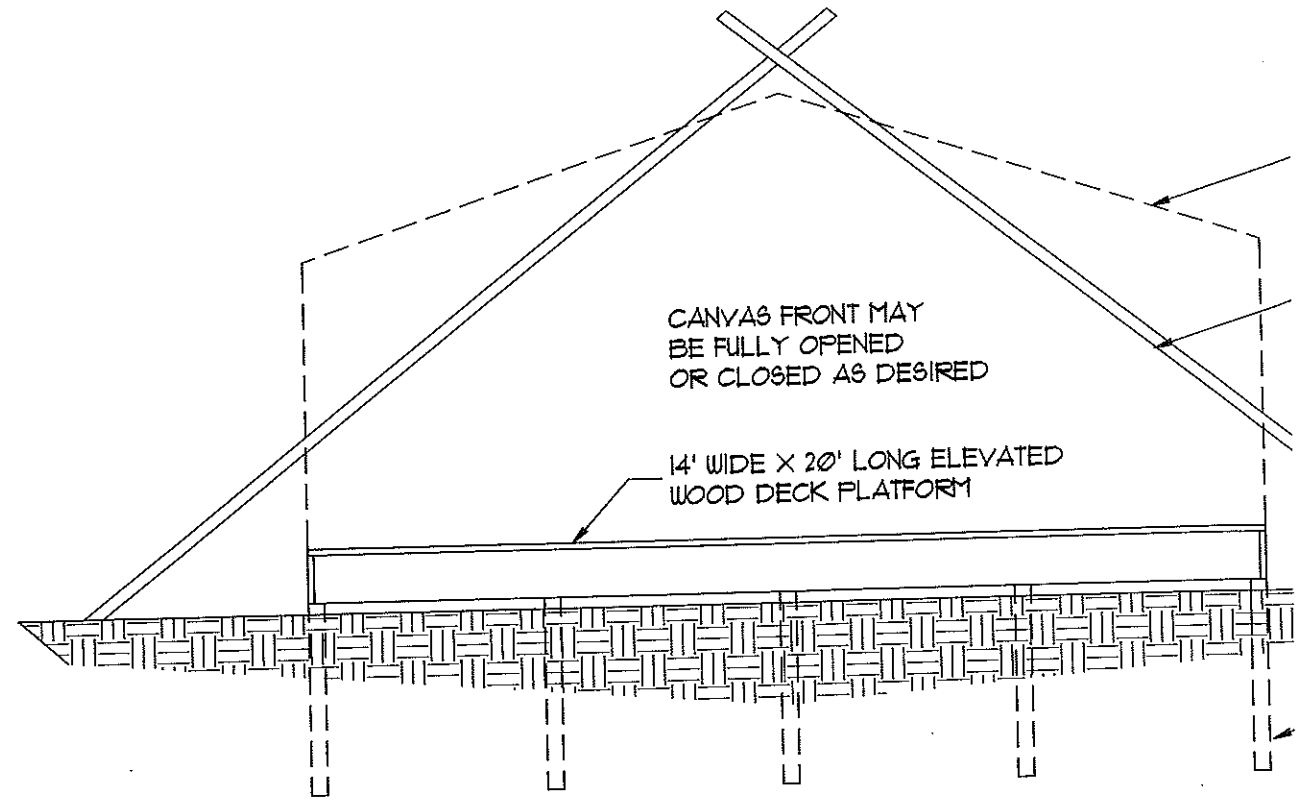 CANVAS FRONT MAY
BE FULLY OPENED
OR CLOSED AS DESIRED
14' WIDE X 20' LONG ELEVATED
WOOD DECK PLATFORM